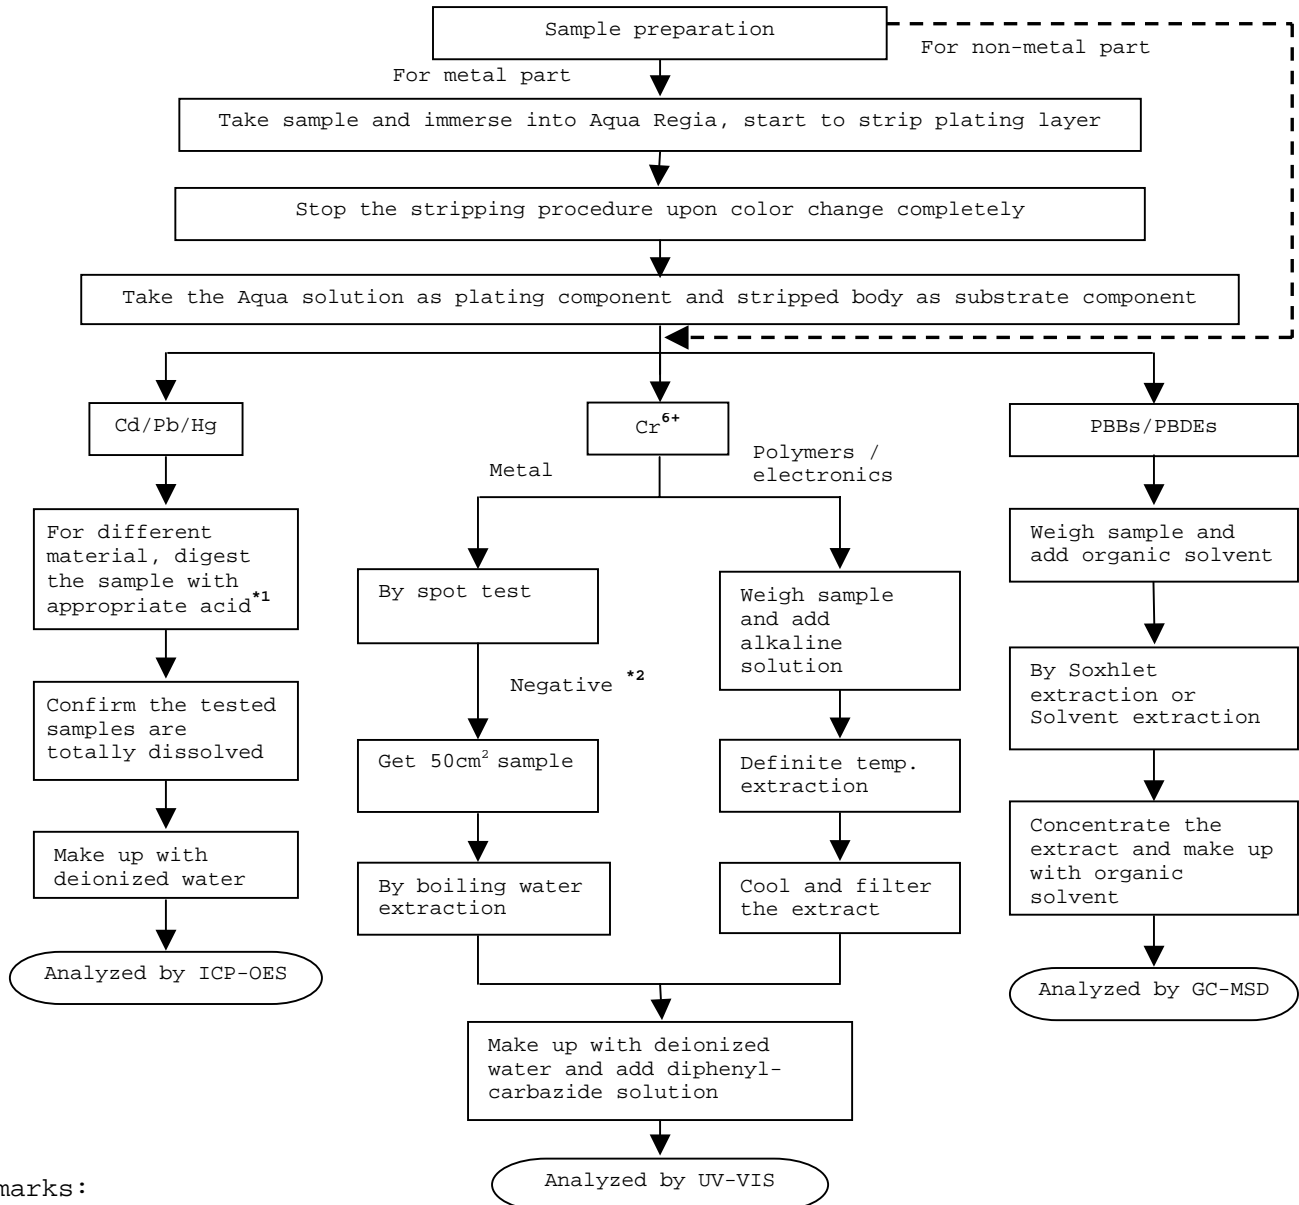 Sample preparation
For non-metal part
For metal part
Take sample and immerse into Aqua Regia, start to strip plating layer
Stop the stripping procedure upon color change completely
Take the Aqua solution as plating component and stripped body as substrate component
Cd/Pb/Hg
For different
material, digest
the sample with
appropriate acid*1
Confirm the tested
samples are
totally dissolved
Make up with
deionized water
Analyzed by ICP-OES
Cr6+
Metal
Polymers /
electronics
By spot test
Negative *2
Get 50cm2 sample
By boiling water
extraction
Weigh sample
and add
alkaline
solution
Definite temp.
extraction
Cool and filter
the extract
Make up with deionized
water and add diphenyl-
carbazide solution
Analyzed by UV-VIS
PBBs/PBDEs
Weigh sample and
add organic solvent
By Soxhlet
extraction or
Solvent extraction
Concentrate the
extract and make up
with organic
solvent
Analyzed by GC-MSD
marks: